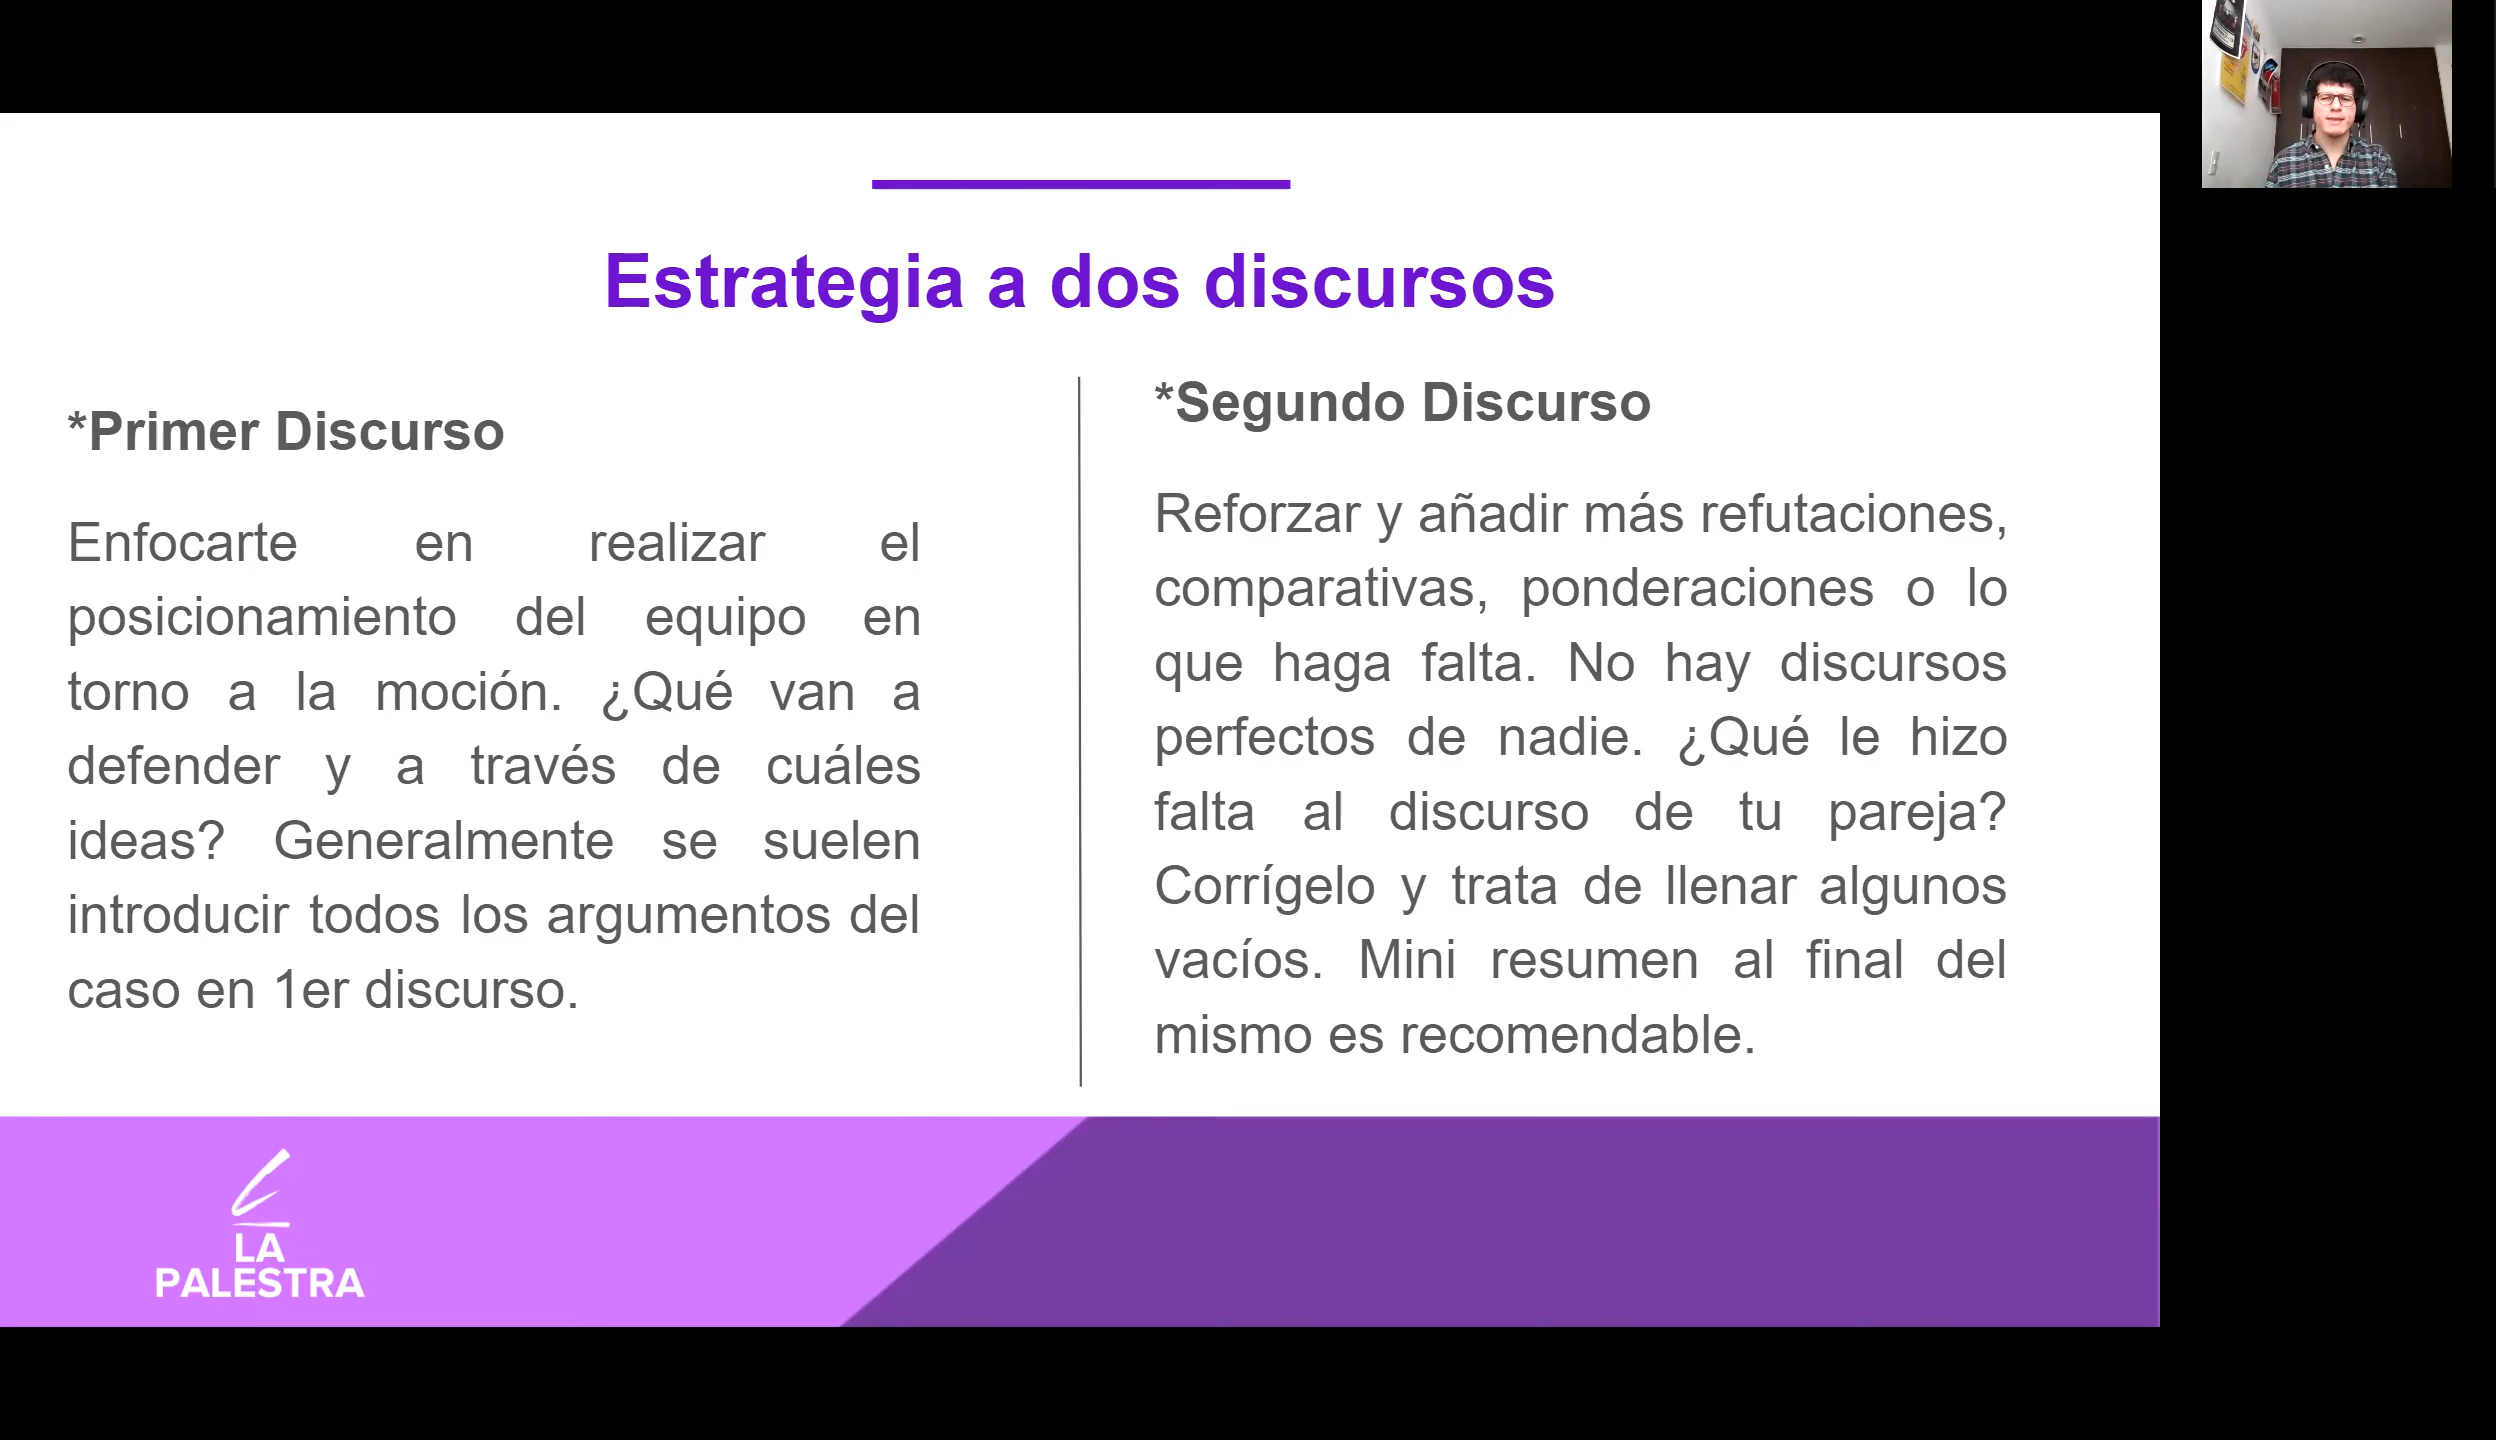 Estrategia a dos discursos
*Primer Discurso
Enfocarte en realizar el
posicionamiento del equipo en
torno a la moción. ¿Qué van a
defender y a través de cuáles
ideas? Generalmente se suelen
introducir todos los argumentos del
caso en 1er discurso.
*Segundo Discurso
Reforzar y añadir más refutaciones,
comparativas, ponderaciones o lo
que haga falta. No hay discursos
perfectos de nadie. ¿Qué le hizo
falta al discurso de tu pareja?
Corrígelo y trata de llenar algunos
vacíos. Mini resumen al final del
mismo es recomendable.
LA
PALESTRA